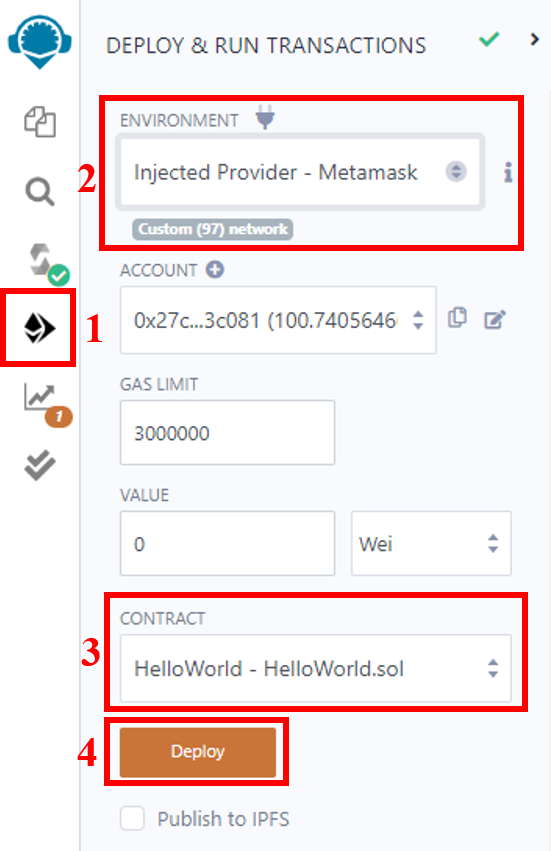 DEPLOY & RUN TRANSACTIONS
ENVIRONMENT
2
Injected Provider - Metamask
i
Custom (97) network
ACCOUNT
1
0x27c...3c081 (100.7405646
GAS LIMIT
1
3000000
VALUE
0
Wei
CONTRACT
3
HelloWorld - HelloWorld.sol
4
Deploy
Publish to IPFS